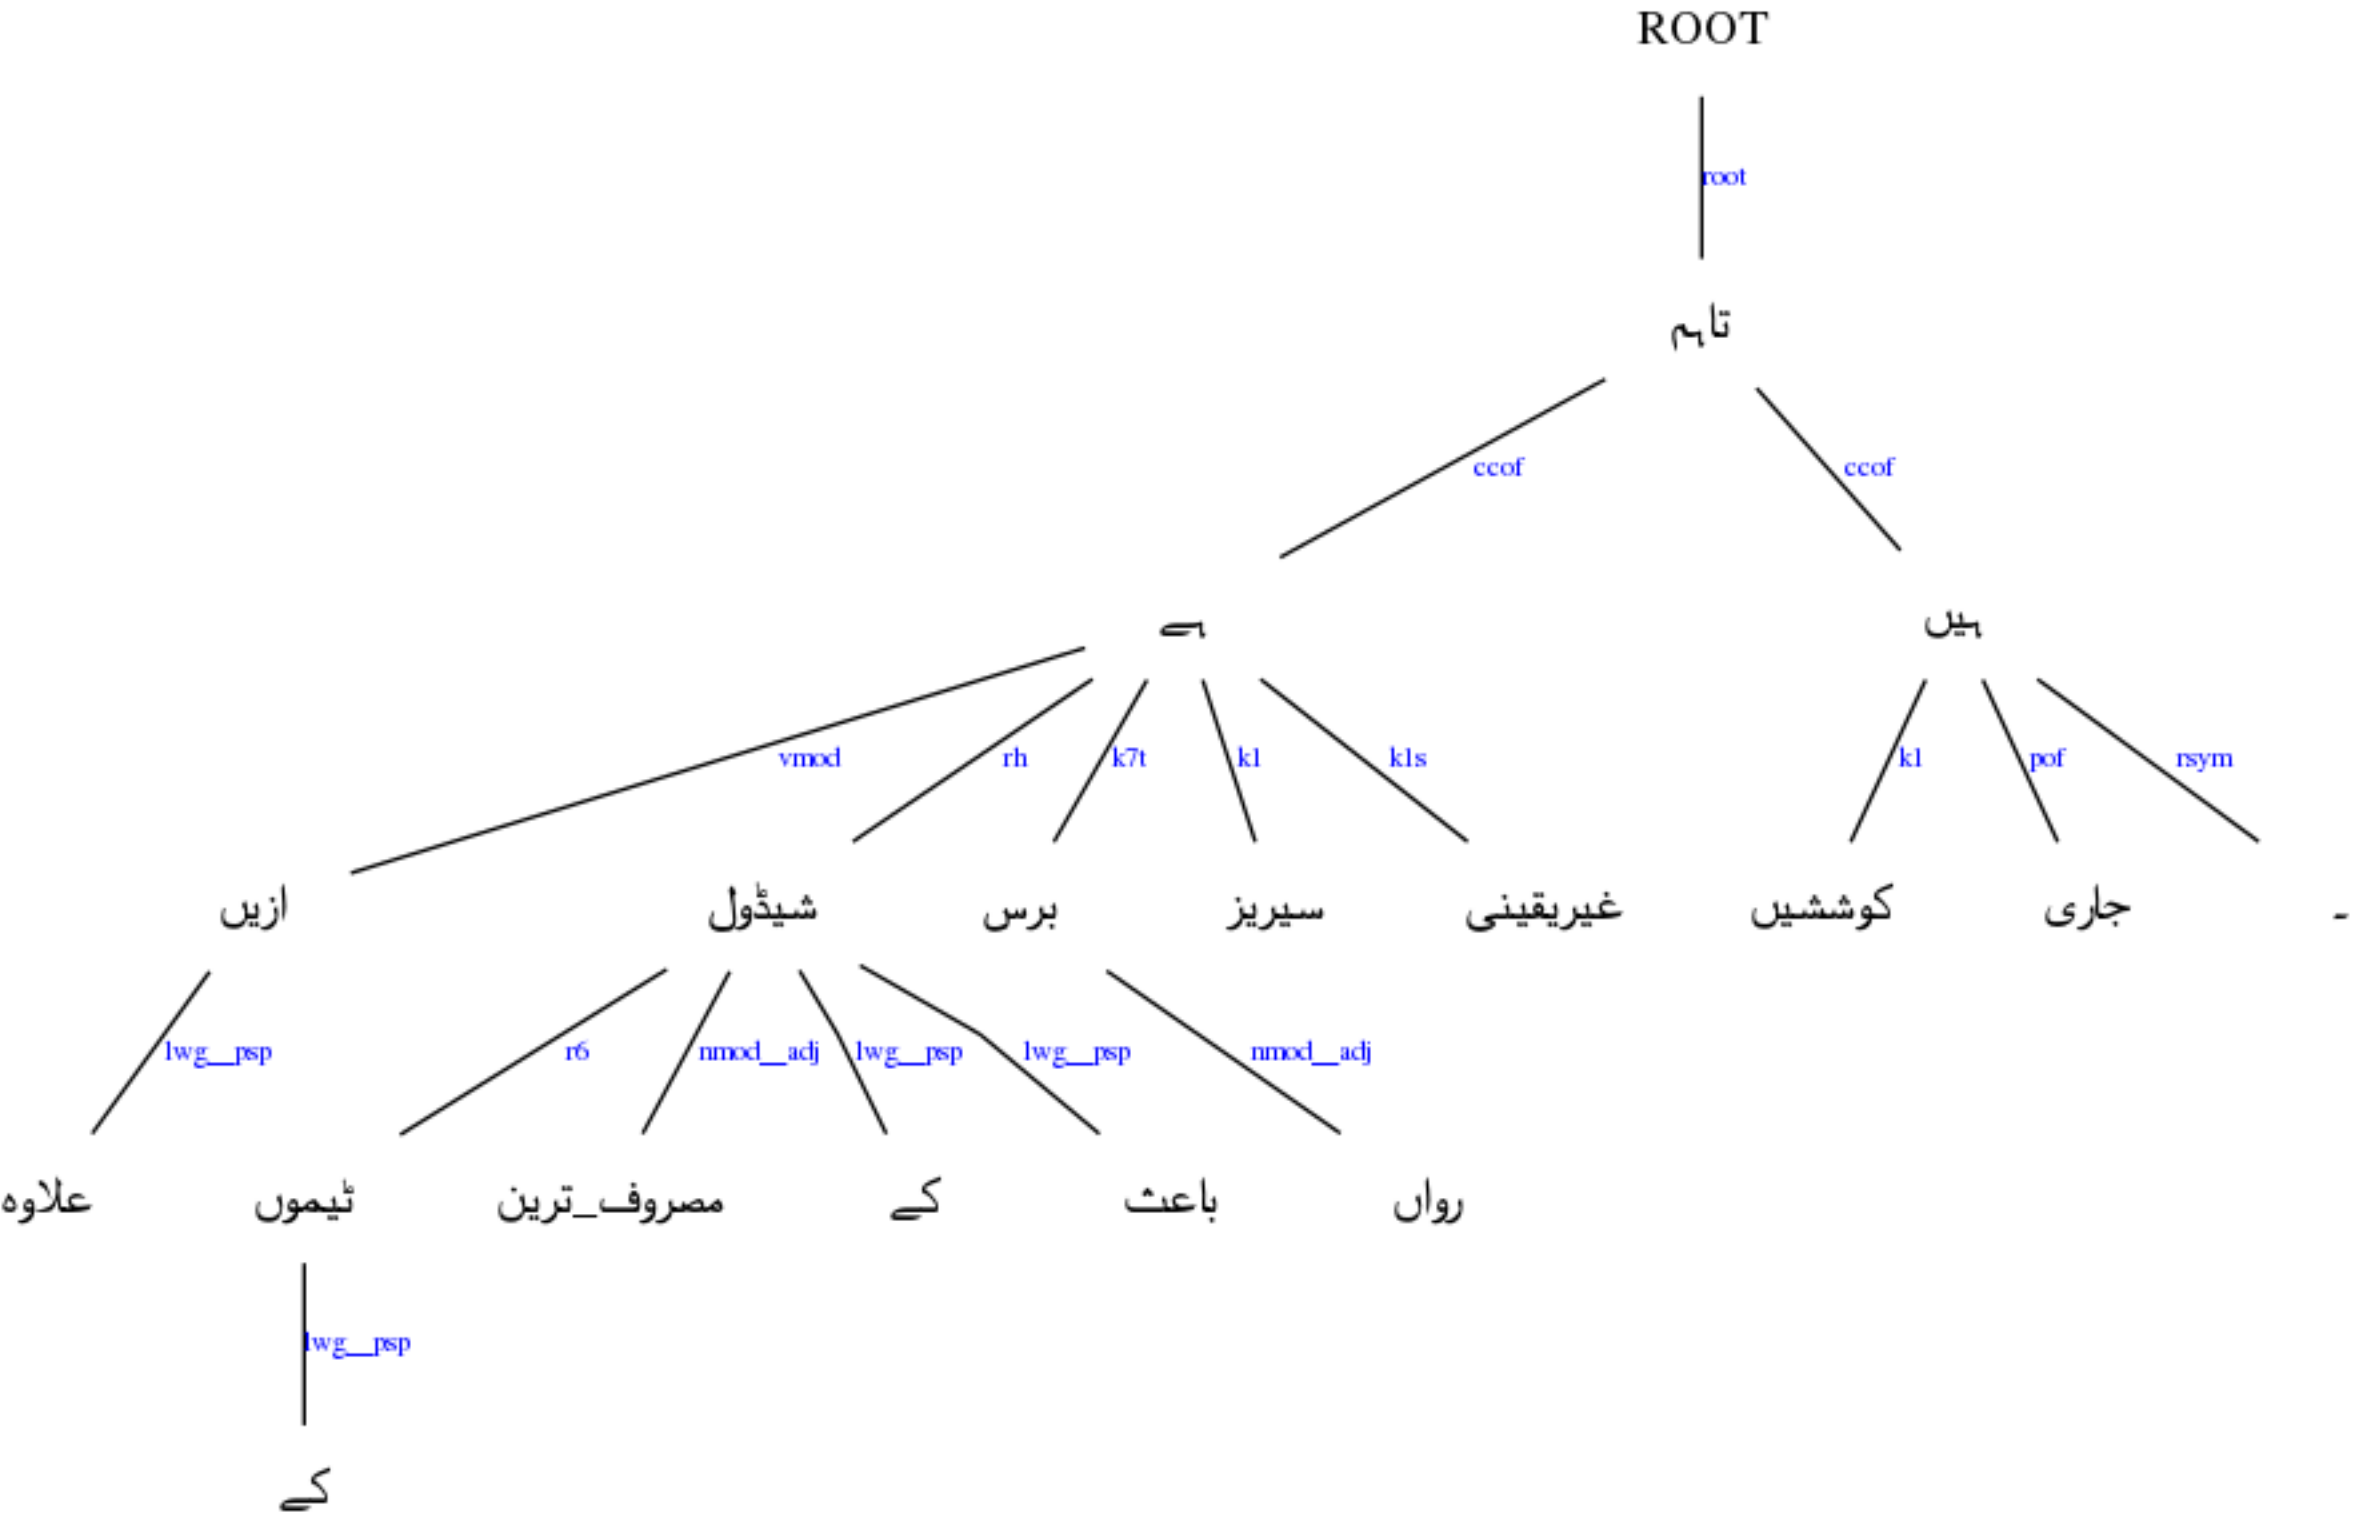 ROOT
root
تاہم
ccof ccof
ہے ہیں
vmod rh k7t k1 k1s k1 pof rsym
ازیں شیڈول برس سیریز غیریقینی کوششیں جاری ۔
lwg__psp r6 nmod__adj lwg__psp lwg__psp nmod__adj
علاوہ ٹیموں مصروف_ترین کے باعث رواں
lwg__psp
کے